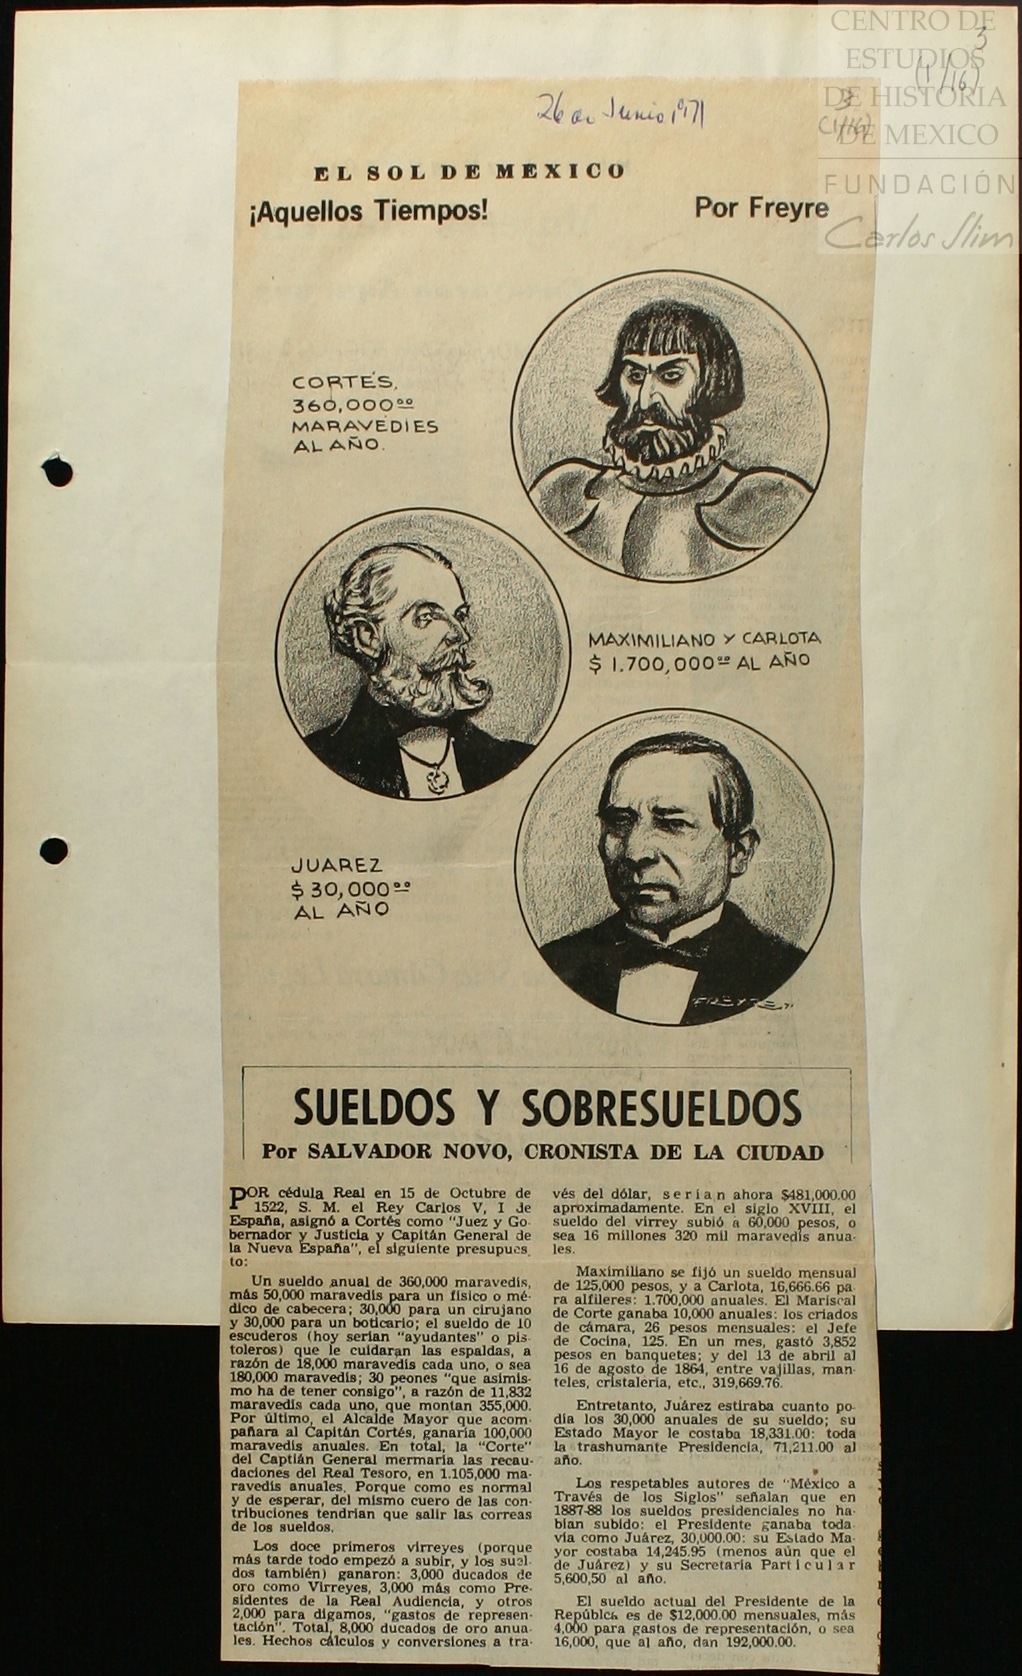 CENTRO DE
ESTUDIOS
DE HISTORIA
DE MEXICO
FUNDACIÓN
Carlos Slim
3
(1/16)
3
(1/16)
26 de Junio 1971
EL SOL DE MEXICO
¡Aquellos Tiempos!
Por Freyre
CORTÉS,
360,000.00
MARAVEDIES
AL AÑO.
MAXIMILIANO Y CARLOTA
$ 1.700,000.00 AL AÑO
JUAREZ
$ 30,000.00
AL AÑO
FREYRE 71
SUELDOS Y SOBRESUELDOS
Por SALVADOR NOVO, CRONISTA DE LA CIUDAD
POR cédula Real en 15 de Octubre de
1522, S. M. el Rey Carlos V, I de
España, asignó a Cortés como "Juez y Go-
bernador y Justicia y Capitán General de
la Nueva España", el siguiente presupues
to:
Un sueldo anual de 360,000 maravedís,
más 50,000 maravedís para un físico o mé-
dico de cabecera; 30,000 para un cirujano
y 30,000 para un boticario; el sueldo de 10
escuderos (hoy serían "ayudantes" o pis-
toleros) que le cuidaran las espaldas, a
razón de 18,000 maravedís cada uno, o sea
180,000 maravedís; 30 peones "que asimis-
mo ha de tener consigo", a razón de 11,832
maravedís cada uno, que montan 355,000.
Por último, el Alcalde Mayor que acom-
pañara al Capitán Cortés, ganaría 100,000
maravedís anuales. En total, la "Corte"
del Captián General mermaría las recau-
daciones del Real Tesoro, en 1.105,000 ma-
ravedís anuales. Porque como es normal
y de esperar, del mismo cuero de las con-
tribuciones tendrían que salir las correas
de los sueldos.
Los doce primeros virreyes (porque
más tarde todo empezó a subir, y los suel-
dos también) ganaron: 3,000 ducados de
oro como Virreyes, 3,000 más como Pre-
sidentes de la Real Audiencia, y otros
2,000 para digamos, "gastos de represen-
tación". Total, 8,000 ducados de oro anua-
les. Hechos cálculos y conversiones a tra-
vés del dólar, serían ahora $481,000.00
aproximadamente. En el siglo XVIII, el
sueldo del virrey subió a 60,000 pesos, o
sea 16 millones 320 mil maravedís anua-
les.
Maximiliano se fijó un sueldo mensual
de 125,000 pesos, y a Carlota, 16,666.66 pa-
ra alfileres: 1.700,000 anuales. El Mariscal
de Corte ganaba 10,000 anuales: los criados
de cámara, 26 pesos mensuales: el Jefe
de Cocina, 125. En un mes, gastó 3,852
pesos en banquetes; y del 13 de abril al
16 de agosto de 1864, entre vajillas, man-
teles, cristalería, etc., 319,669.76.
Entretanto, Juárez estiraba cuanto po-
día los 30,000 anuales de su sueldo; su
Estado Mayor le costaba 18,331.00: toda
la trashumante Presidencia, 71,211.00 al
año.
Los respetables autores de "México a
Través de los Siglos" señalan que en
1887-88 los sueldos presidenciales no ha-
bían subido: el Presidente ganaba toda
vía como Juárez, 30,000.00: su Estado Ma-
yor costaba 14,245.95 (menos aún que el
de Juárez) y su Secretaría Particular
5,600,50 al año.
El sueldo actual del Presidente de la
República es de $12,000.00 mensuales, más
4,000 para gastos de representación, o sea
16,000, que al año, dan 192,000.00.